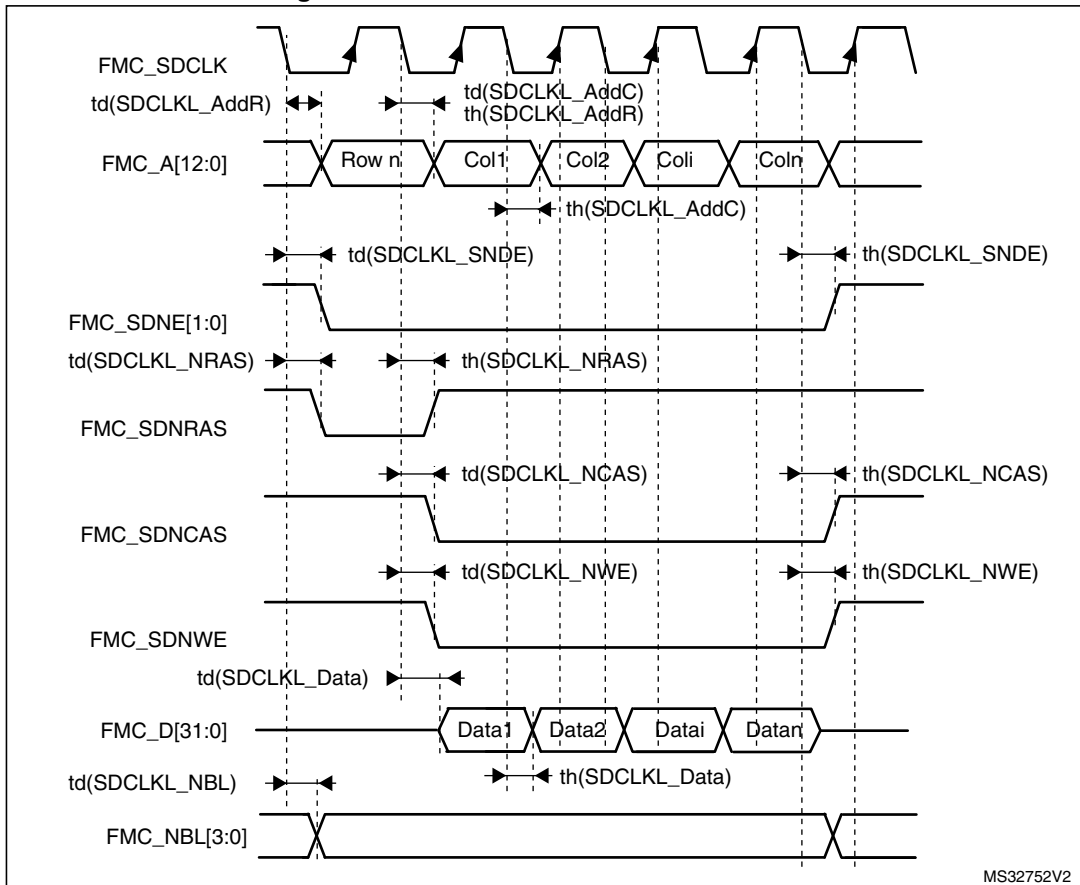 FMC_SDCLK
td(SDCLKL_AddR)
td(SDCLKL_AddC)
th(SDCLKL_AddR)
FMC_A[12:0]
Row n
Col1
Col2
Coli
Coln
th(SDCLKL_AddC)
td(SDCLKL_SNDE)
th(SDCLKL_SNDE)
FMC_SDNE[1:0]
td(SDCLKL_NRAS)
th(SDCLKL_NRAS)
FMC_SDNRAS
td(SDCLKL_NCAS)
th(SDCLKL_NCAS)
FMC_SDNCAS
td(SDCLKL_NWE)
th(SDCLKL_NWE)
FMC_SDNWE
td(SDCLKL_Data)
FMC_D[31:0]
Data1
Data2
Datai
Datan
th(SDCLKL_Data)
td(SDCLKL_NBL)
FMC_NBL[3:0]
MS32752V2